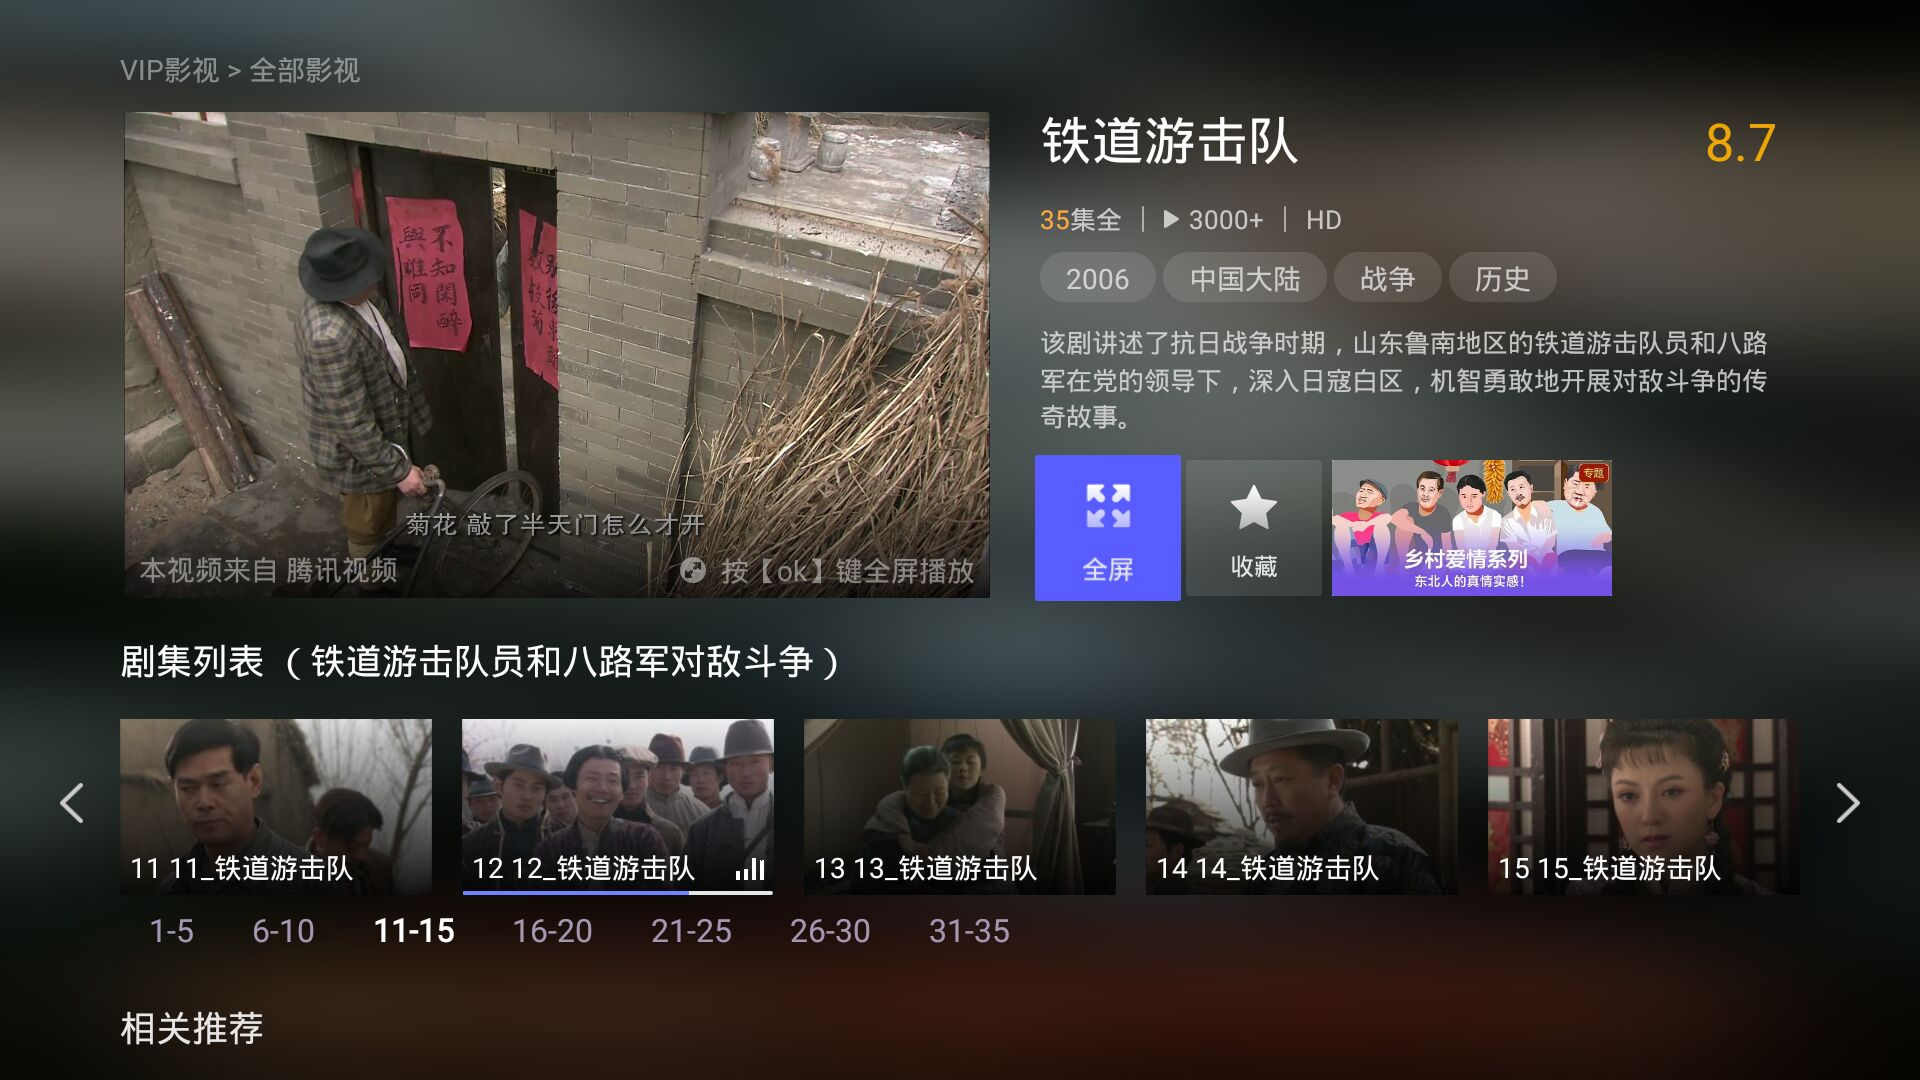 VIP影视 > 全部影视
不知閑醉
與誰同
菊花 敲了半天门怎么才开
本视频来自 腾讯视频
按【ok】键全屏播放
铁道游击队
8.7
35集全 | 3000+ | HD
2006 中国大陆 战争 历史
该剧讲述了抗日战争时期，山东鲁南地区的铁道游击队员和八路
军在党的领导下，深入日寇白区，机智勇敢地开展对敌斗争的传
奇故事。
全屏
收藏
专题
乡村爱情系列
东北人的真情实感！
剧集列表 （铁道游击队员和八路军对敌斗争）
11 11_铁道游击队
12 12_铁道游击队
13 13_铁道游击队
14 14_铁道游击队
15 15_铁道游击队
1-5 6-10 11-15 16-20 21-25 26-30 31-35
相关推荐